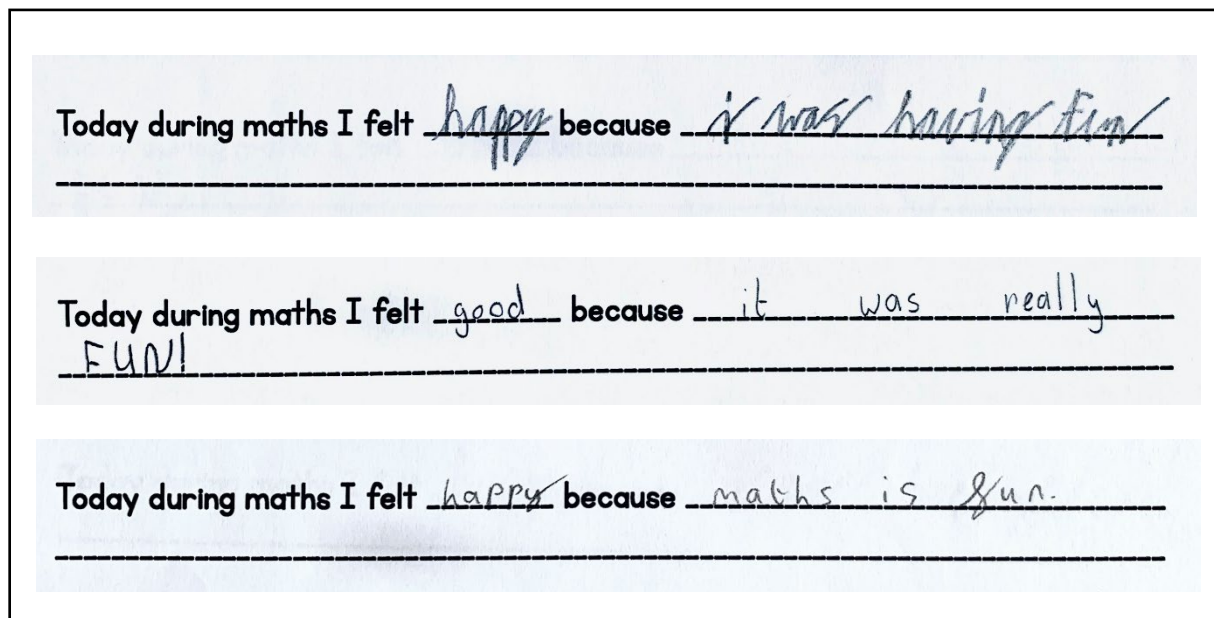 Today during maths I felt happy because i was having fun
Today during maths I felt good because it was really
FUN!
Today during maths I felt happy because maths is fun.